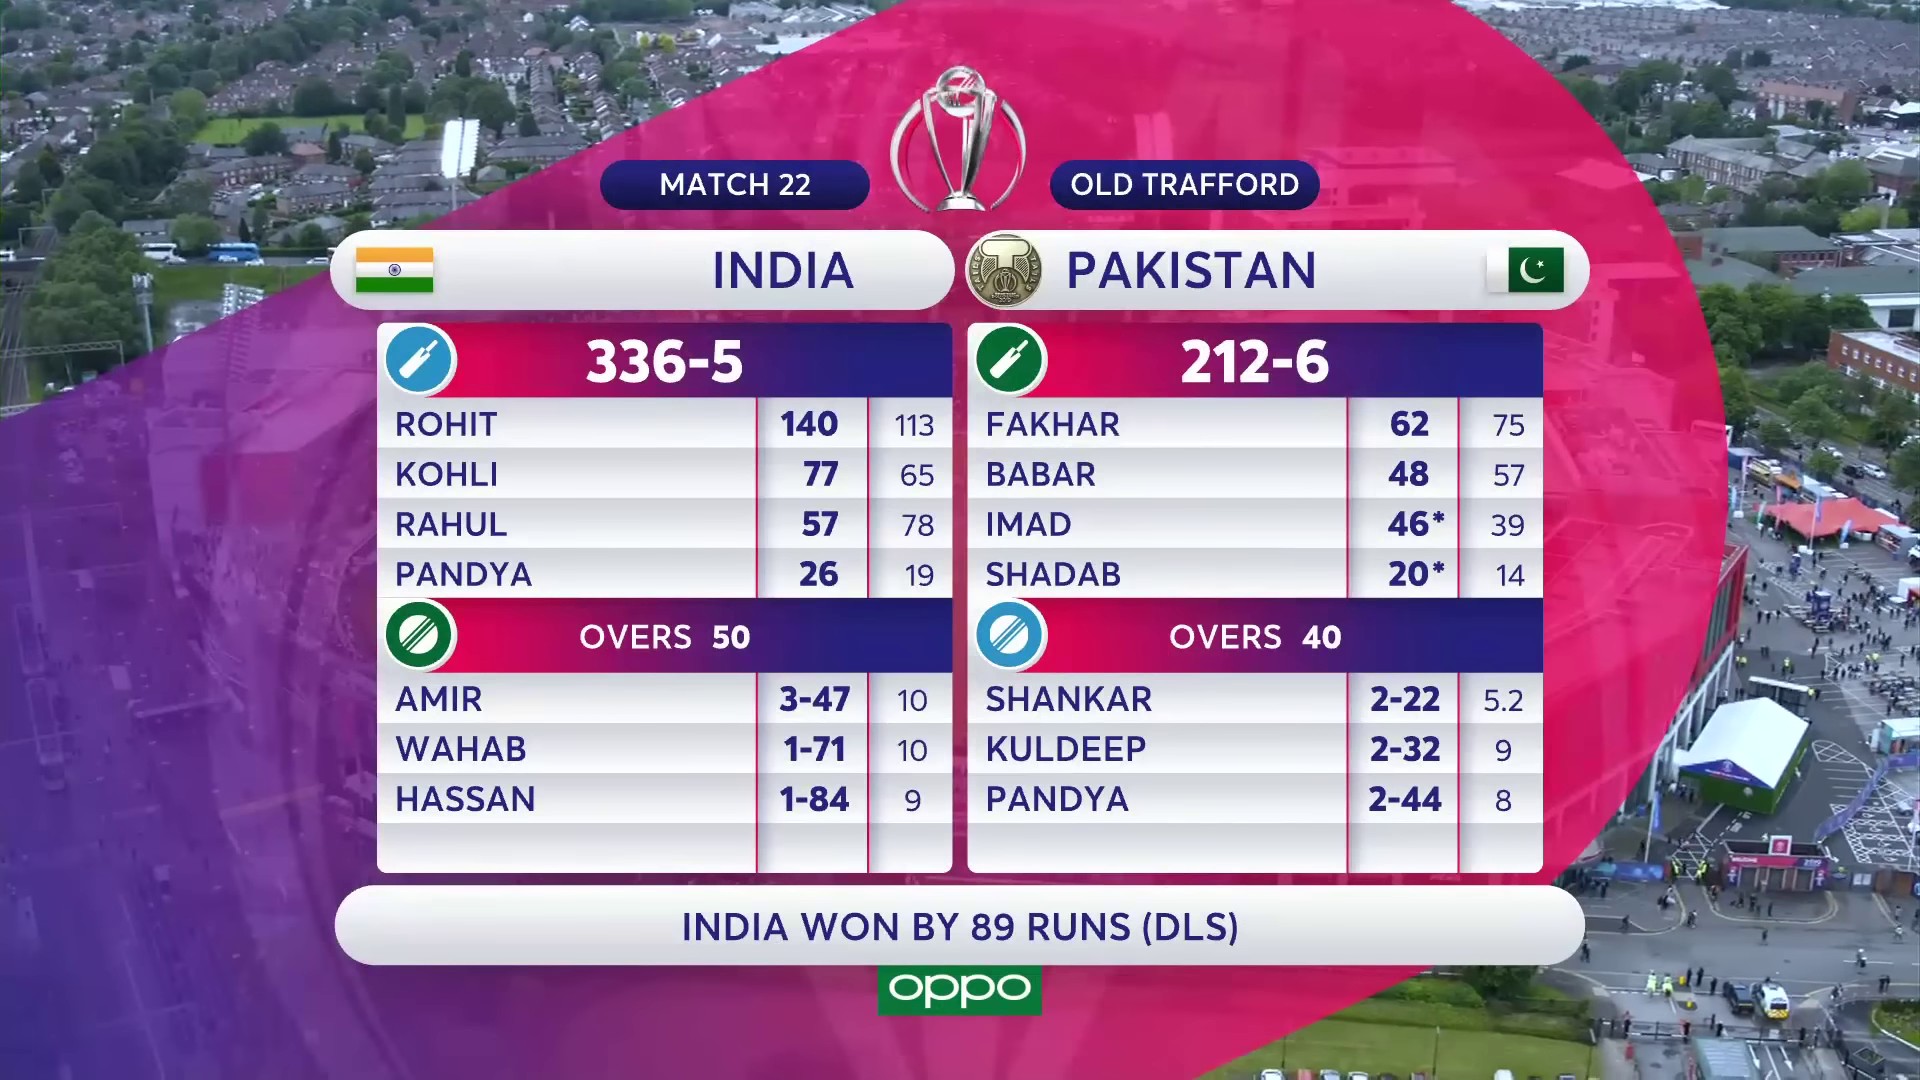 MATCH 22
OLD TRAFFORD
INDIA
PAKISTAN
336-5
ROHIT 140 113
KOHLI 77 65
RAHUL 57 78
PANDYA 26 19
OVERS 50
AMIR 3-47 10
WAHAB 1-71 10
HASSAN 1-84 9
212-6
FAKHAR 62 75
BABAR 48 57
IMAD 46* 39
SHADAB 20* 14
OVERS 40
SHANKAR 2-22 5.2
KULDEEP 2-32 9
PANDYA 2-44 8
INDIA WON BY 89 RUNS (DLS)
oppo